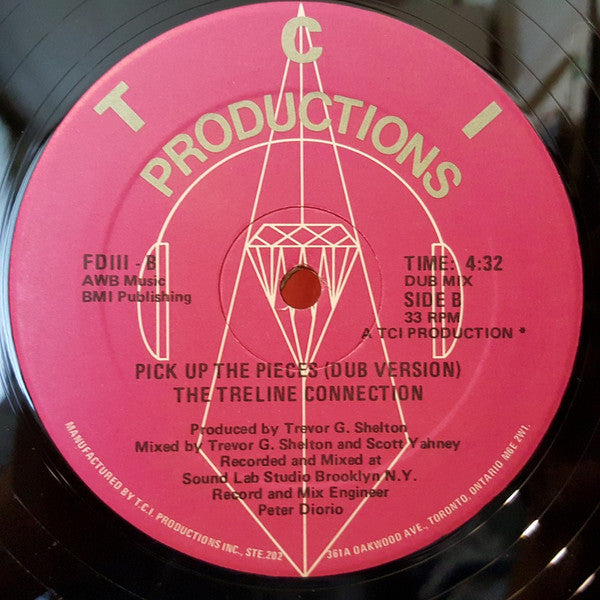 T C I
PRODUCTIONS
FDIII - B
AWB Music
BMI Publishing
TIME: 4:32
DUB MIX
SIDE B
33 RPM
A TCI PRODUCTION *
PICK UP THE PIECES (DUB VERSION)
THE TRELINE CONNECTION
Produced by Trevor G. Shelton
Mixed by Trevor G. Shelton and Scott Yahney
Recorded and Mixed at
Sound Lab Studio Brooklyn N.Y.
Record and Mix Engineer
Peter Diorio
MANUFACTURED BY T.C.I. PRODUCTIONS INC., STE.202 361A OAKWOOD AVE., TORONTO, ONTARIO M6E 2W1.